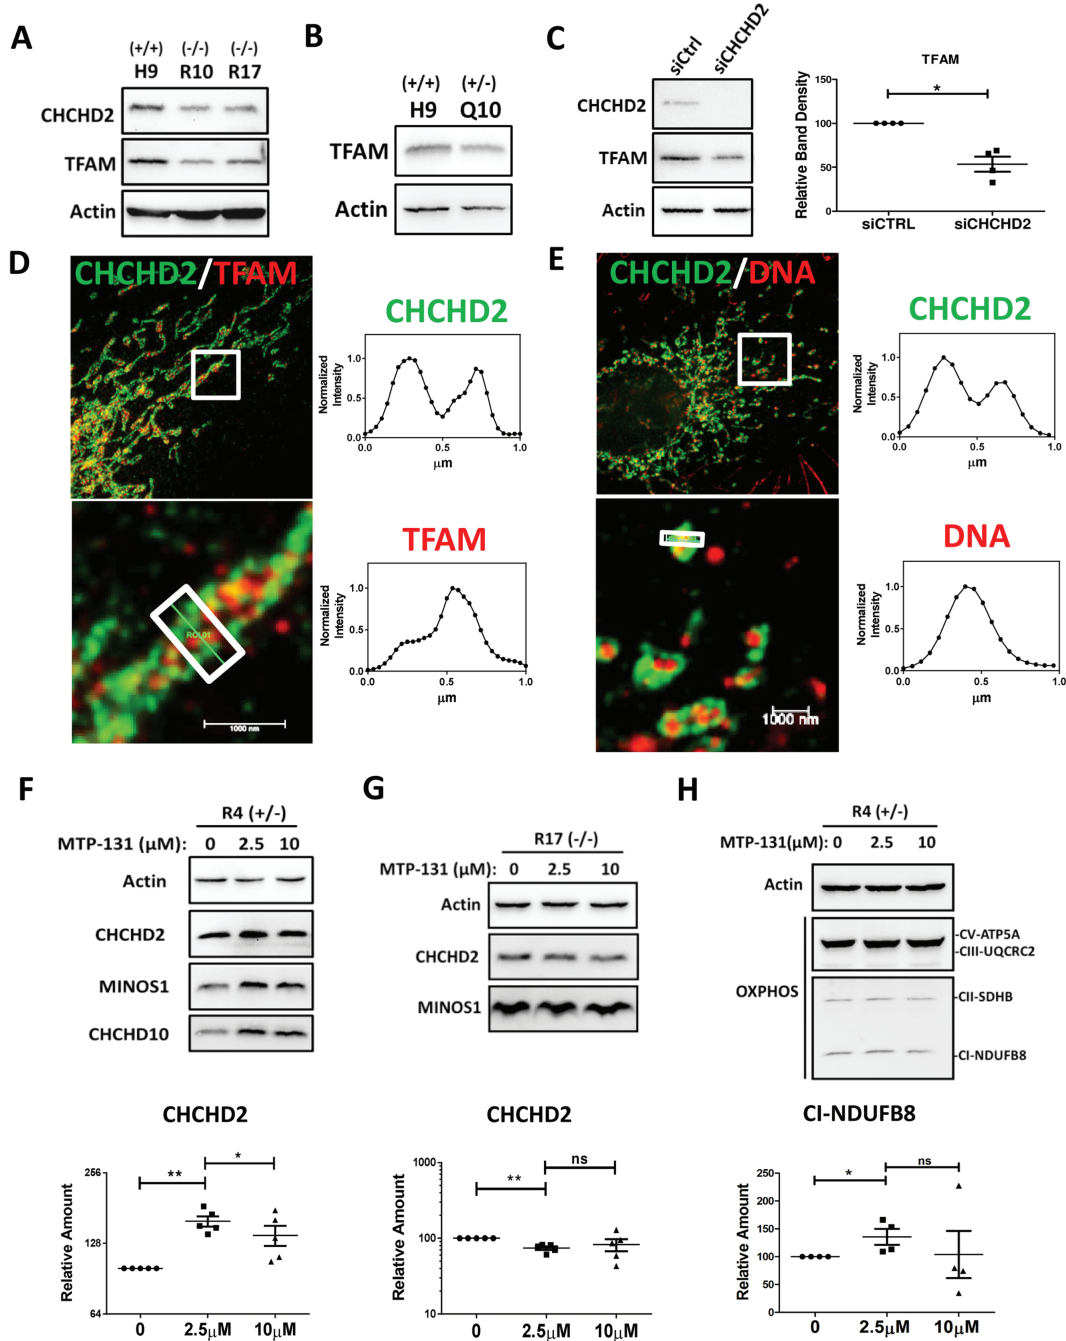 A
(+/+) (-/-) (-/-)
H9 R10 R17
CHCHD2
TFAM
Actin
B
(+/+) (+/-)
H9 Q10
TFAM
Actin
C
siCtrl siCHCHD2
CHCHD2
TFAM
Actin
TFAM
Relative Band Density
150
100
50
0
siCTRL siCHCHD2
*
D
CHCHD2/TFAM
ROI 01
1000 nm
CHCHD2
Normalized Intensity
1.0
0.5
0.0
0.0 0.5 1.0
µm
TFAM
Normalized Intensity
1.0
0.5
0.0
0.0 0.5 1.0
µm
E
CHCHD2/DNA
1000 nm
CHCHD2
Normalized Intensity
1.0
0.5
0.0
0.0 0.5 1.0
µm
DNA
Normalized Intensity
1.0
0.5
0.0
0.0 0.5 1.0
µm
F
R4 (+/-)
MTP-131 (µM): 0 2.5 10
Actin
CHCHD2
MINOS1
CHCHD10
CHCHD2
Relative Amount
256
128
64
** *
0 2.5µM 10µM
G
R17 (-/-)
MTP-131 (µM): 0 2.5 10
Actin
CHCHD2
MINOS1
CHCHD2
Relative Amount
1000
100
10
** ns
0 2.5µM 10µM
H
R4 (+/-)
MTP-131(µM): 0 2.5 10
Actin
OXPHOS
-CV-ATP5A
-CIII-UQCRC2
-CII-SDHB
-CI-NDUFB8
CI-NDUFB8
Relative Amount
250
200
150
100
50
0
* ns
0 2.5µM 10µM